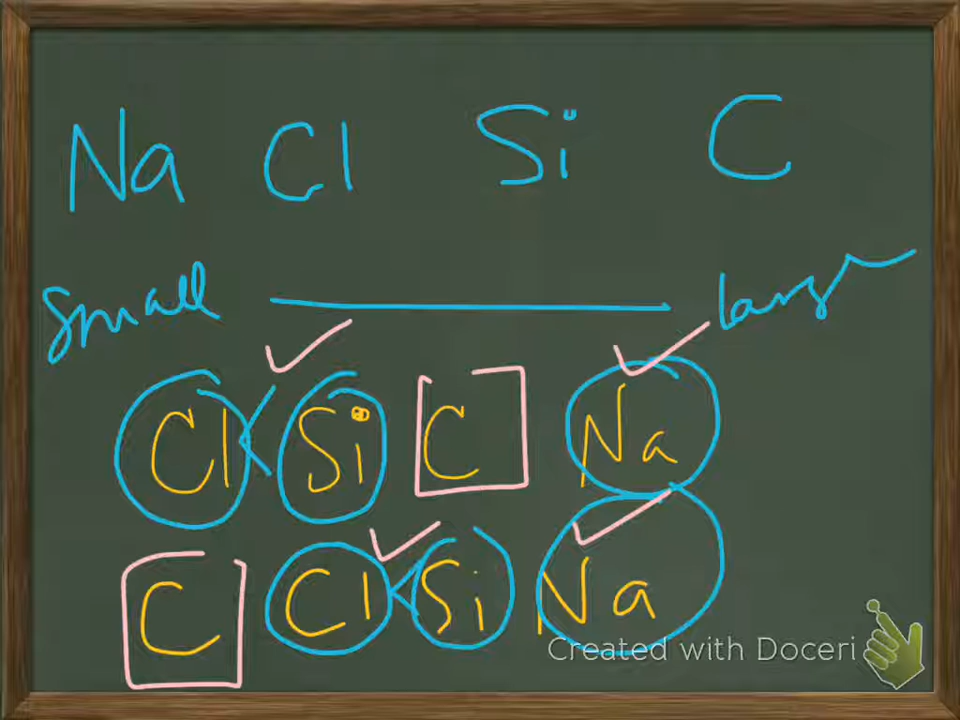 Na Cl Si C
Small large
Cl < Si C Na
C Cl < Si Na
Created with Doceri